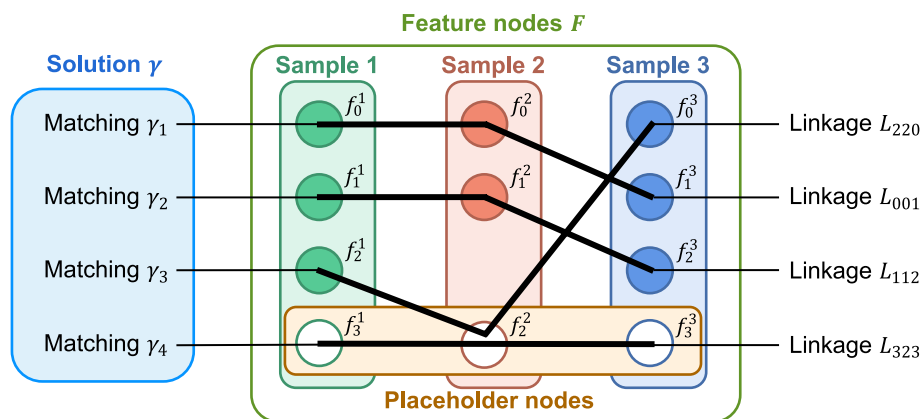 Feature nodes F
Solution γ
Sample 1 Sample 2 Sample 3
Matching γ₁ f₀¹ f₀² f₀³ Linkage L₂₂₀
Matching γ₂ f₁¹ f₁² f₁³ Linkage L₀₀₁
Matching γ₃ f₂¹ f₂³ Linkage L₁₁₂
Matching γ₄ f₃¹ f₂² f₃³ Linkage L₃₂₃
Placeholder nodes